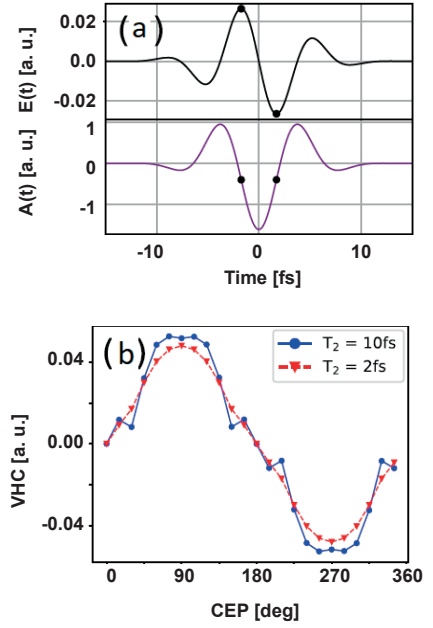 (a)
E(t) [a. u.]
0.02
0.0
-0.02
A(t) [a. u.]
1
0
-1
-10
0
10
Time [fs]
(b)
T₂ = 10fs
T₂ = 2fs
VHC [a. u.]
0.04
0.00
-0.04
0
90
180
270
360
CEP [deg]